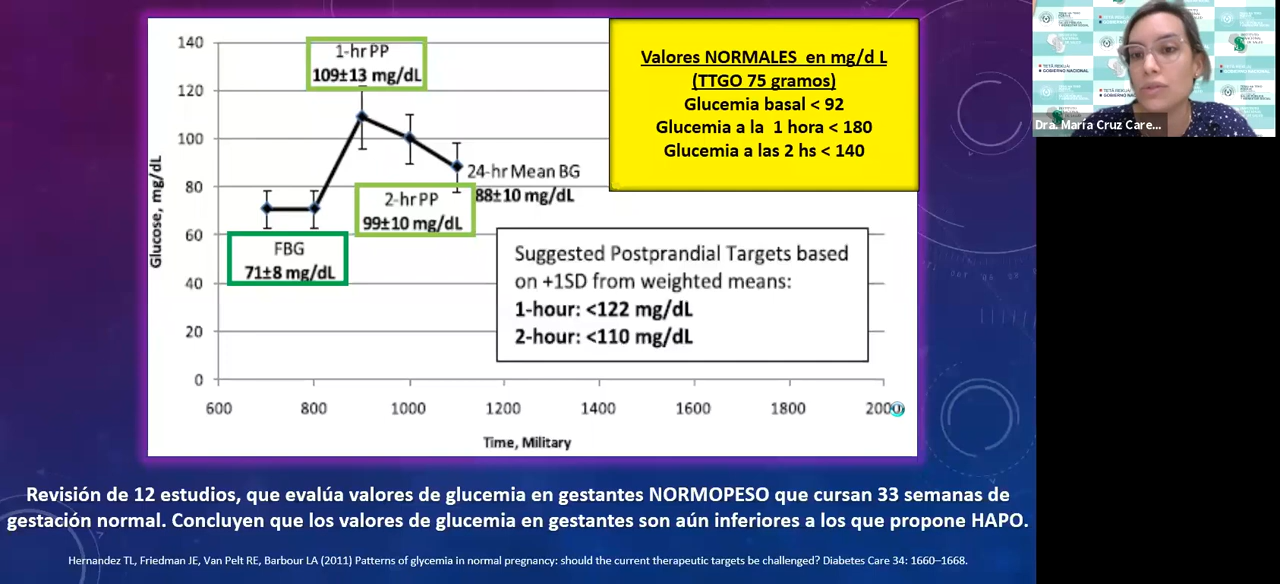 140
120
100
80
60
40
20
0
Glucose, mg/dL
1-hr PP
109±13 mg/dL
2-hr PP
99±10 mg/dL
24-hr Mean BG
88±10 mg/dL
FBG
71±8 mg/dL
Suggested Postprandial Targets based
on +1SD from weighted means:
1-hour: <122 mg/dL
2-hour: <110 mg/dL
600 800 1000 1200 1400 1600 1800 2000
Time, Military
Valores NORMALES en mg/d L
(TTGO 75 gramos)
Glucemia basal < 92
Glucemia a la 1 hora < 180
Glucemia a las 2 hs < 140
Dra. María Cruz Care...
Revisión de 12 estudios, que evalúa valores de glucemia en gestantes NORMOPESO que cursan 33 semanas de
gestación normal. Concluyen que los valores de glucemia en gestantes son aún inferiores a los que propone HAPO.
Hernandez TL, Friedman JE, Van Pelt RE, Barbour LA (2011) Patterns of glycemia in normal pregnancy: should the current therapeutic targets be challenged? Diabetes Care 34: 1660–1668.